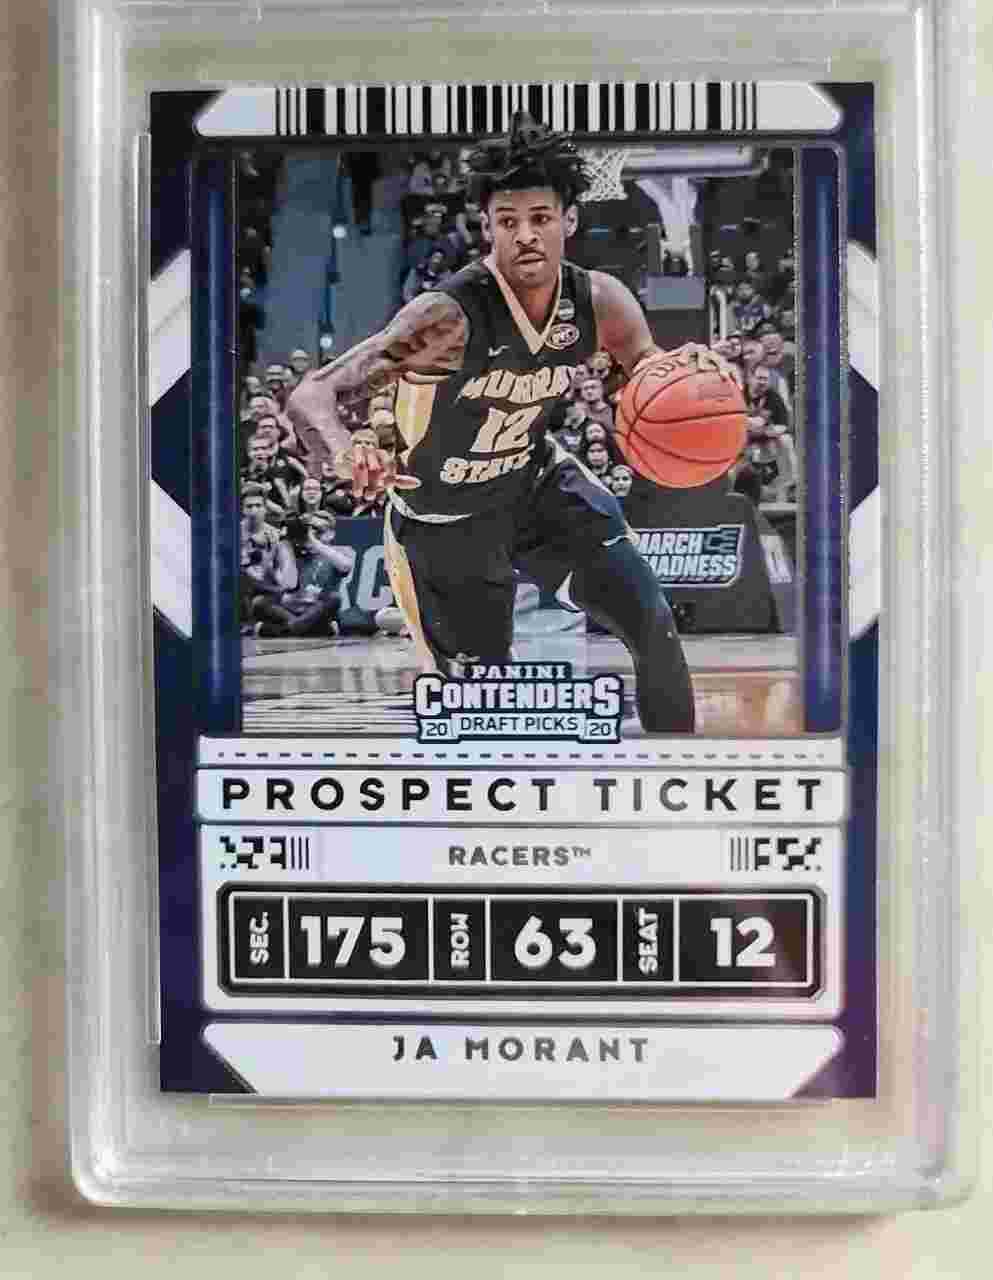 MURRAY
12
STATE
MARCH
MADNESS
PANINI
CONTENDERS
20 DRAFT PICKS 20
PROSPECT TICKET
RACERS™
SEC. 175 ROW 63 SEAT 12
JA MORANT